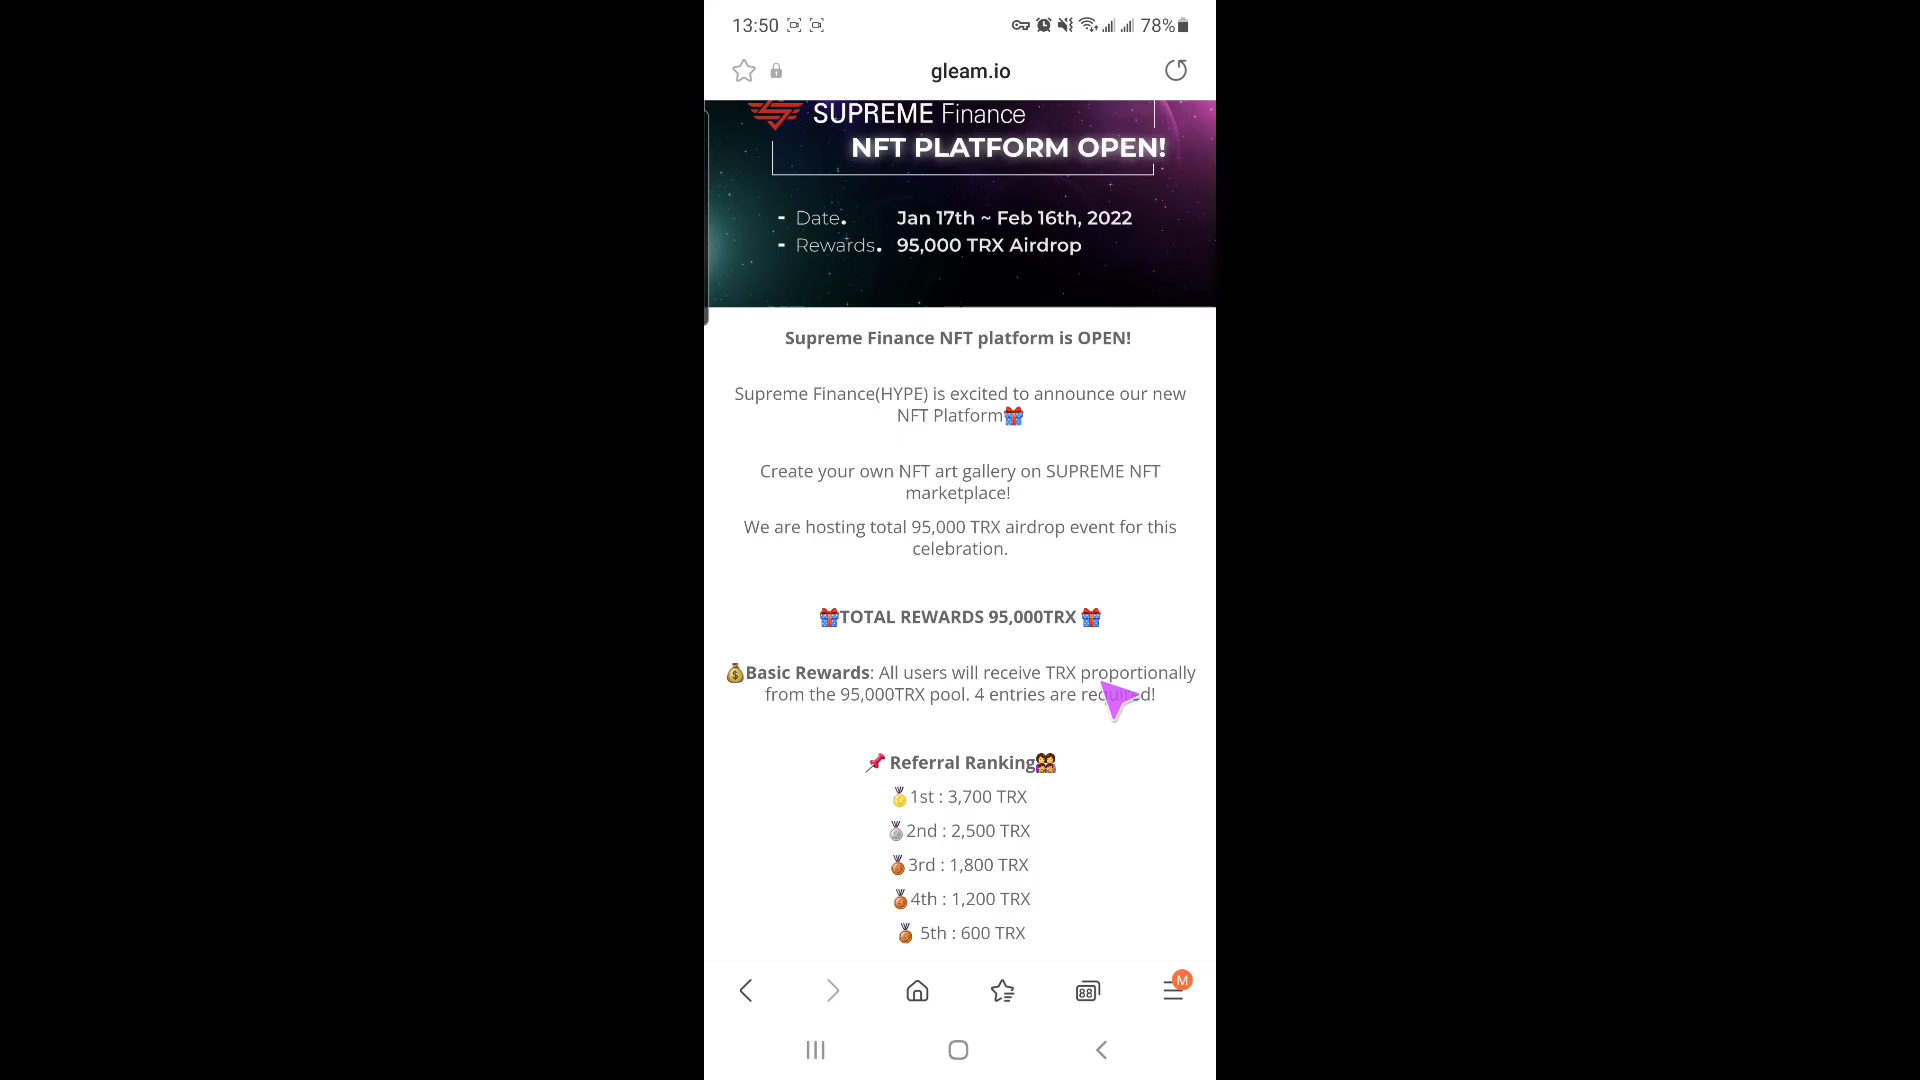 13:50 78%
gleam.io
SUPREME Finance
NFT PLATFORM OPEN!
- Date. Jan 17th ~ Feb 16th, 2022
- Rewards. 95,000 TRX Airdrop
Supreme Finance NFT platform is OPEN!
Supreme Finance(HYPE) is excited to announce our new
NFT Platform🎁
Create your own NFT art gallery on SUPREME NFT
marketplace!
We are hosting total 95,000 TRX airdrop event for this
celebration.
🎁TOTAL REWARDS 95,000TRX 🎁
💰Basic Rewards: All users will receive TRX proportionally
from the 95,000TRX pool. 4 entries are required!
📌 Referral Ranking👭
🥇1st : 3,700 TRX
🥈2nd : 2,500 TRX
🥉3rd : 1,800 TRX
🏅4th : 1,200 TRX
🏅 5th : 600 TRX
88 M